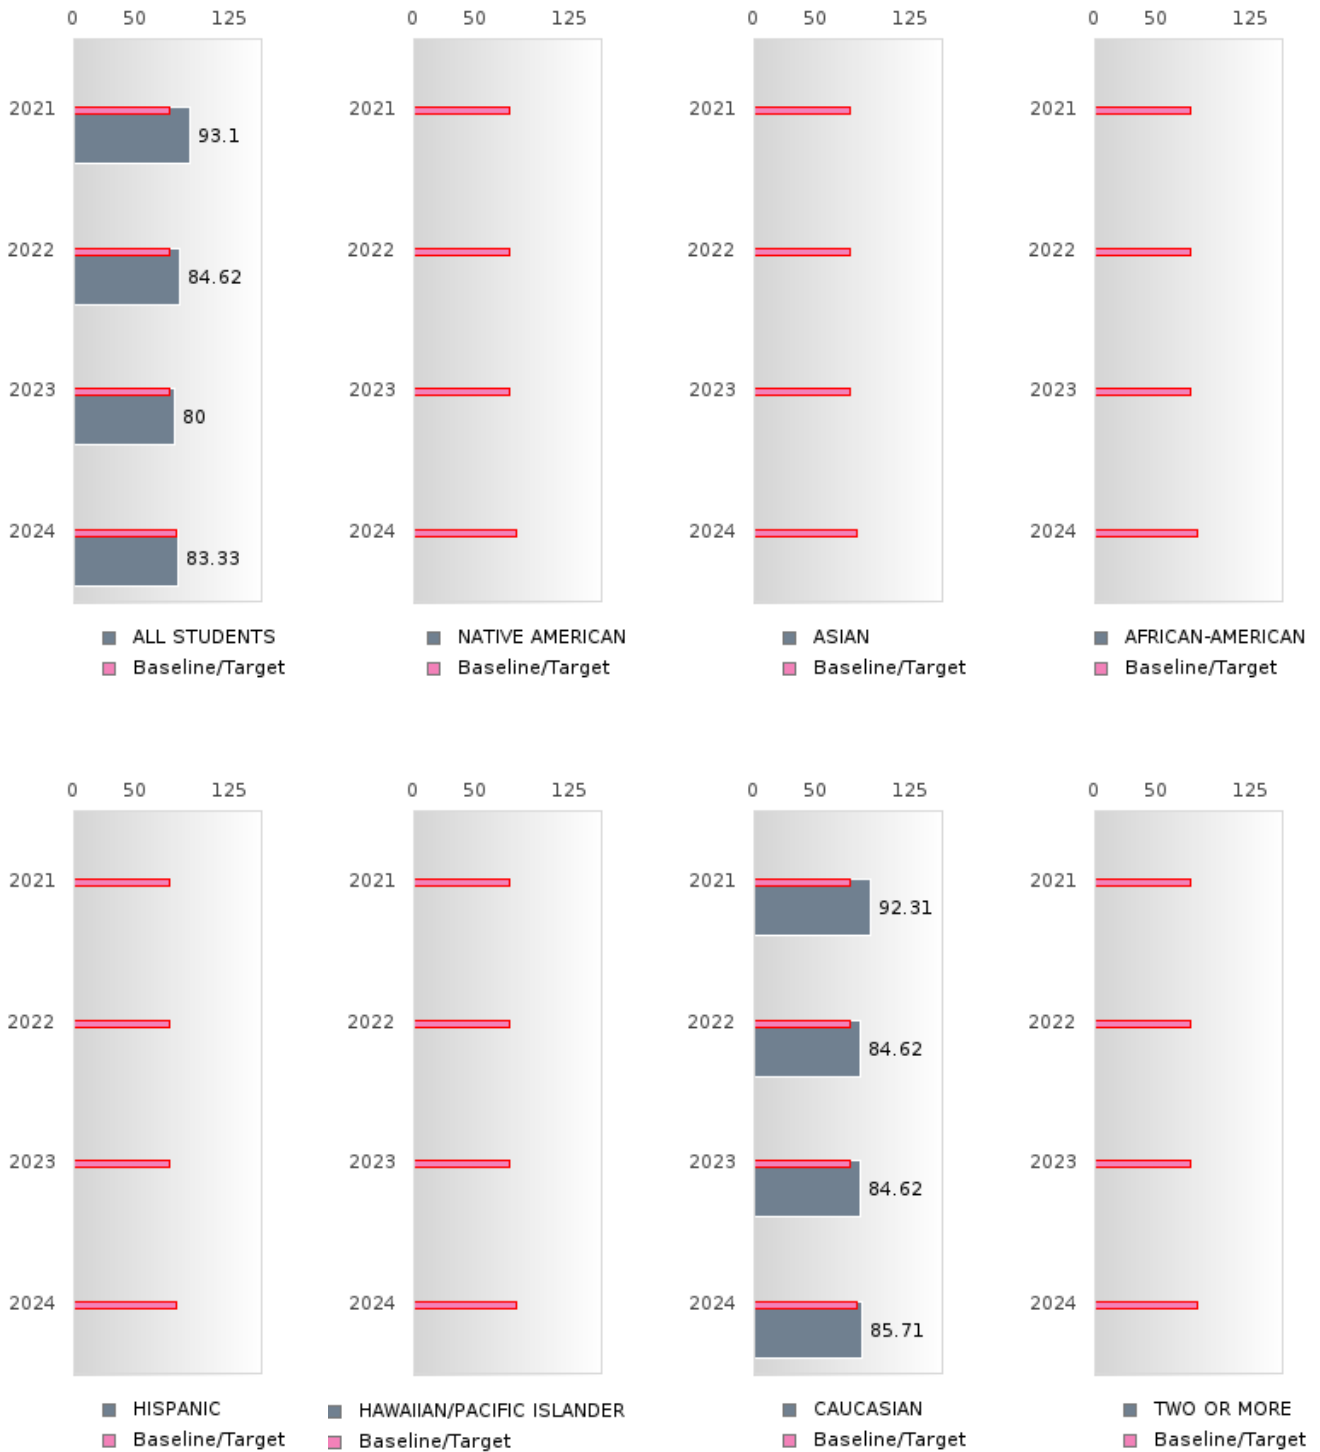 0 50 125 0 50 125 0 50 125 0 50 125
2021 93.1 2021 2021 2021
2022 84.62 2022 2022 2022
2023 80 2023 2023 2023
2024 83.33 2024 2024 2024
ALL STUDENTS NATIVE AMERICAN ASIAN AFRICAN-AMERICAN
Baseline/Target Baseline/Target Baseline/Target Baseline/Target
0 50 125 0 50 125 0 50 125 0 50 125
2021 2021 2021 92.31 2021
2022 2022 2022 84.62 2022
2023 2023 2023 84.62 2023
2024 2024 2024 85.71 2024
HISPANIC HAWAIIAN/PACIFIC ISLANDER CAUCASIAN TWO OR MORE
Baseline/Target Baseline/Target Baseline/Target Baseline/Target